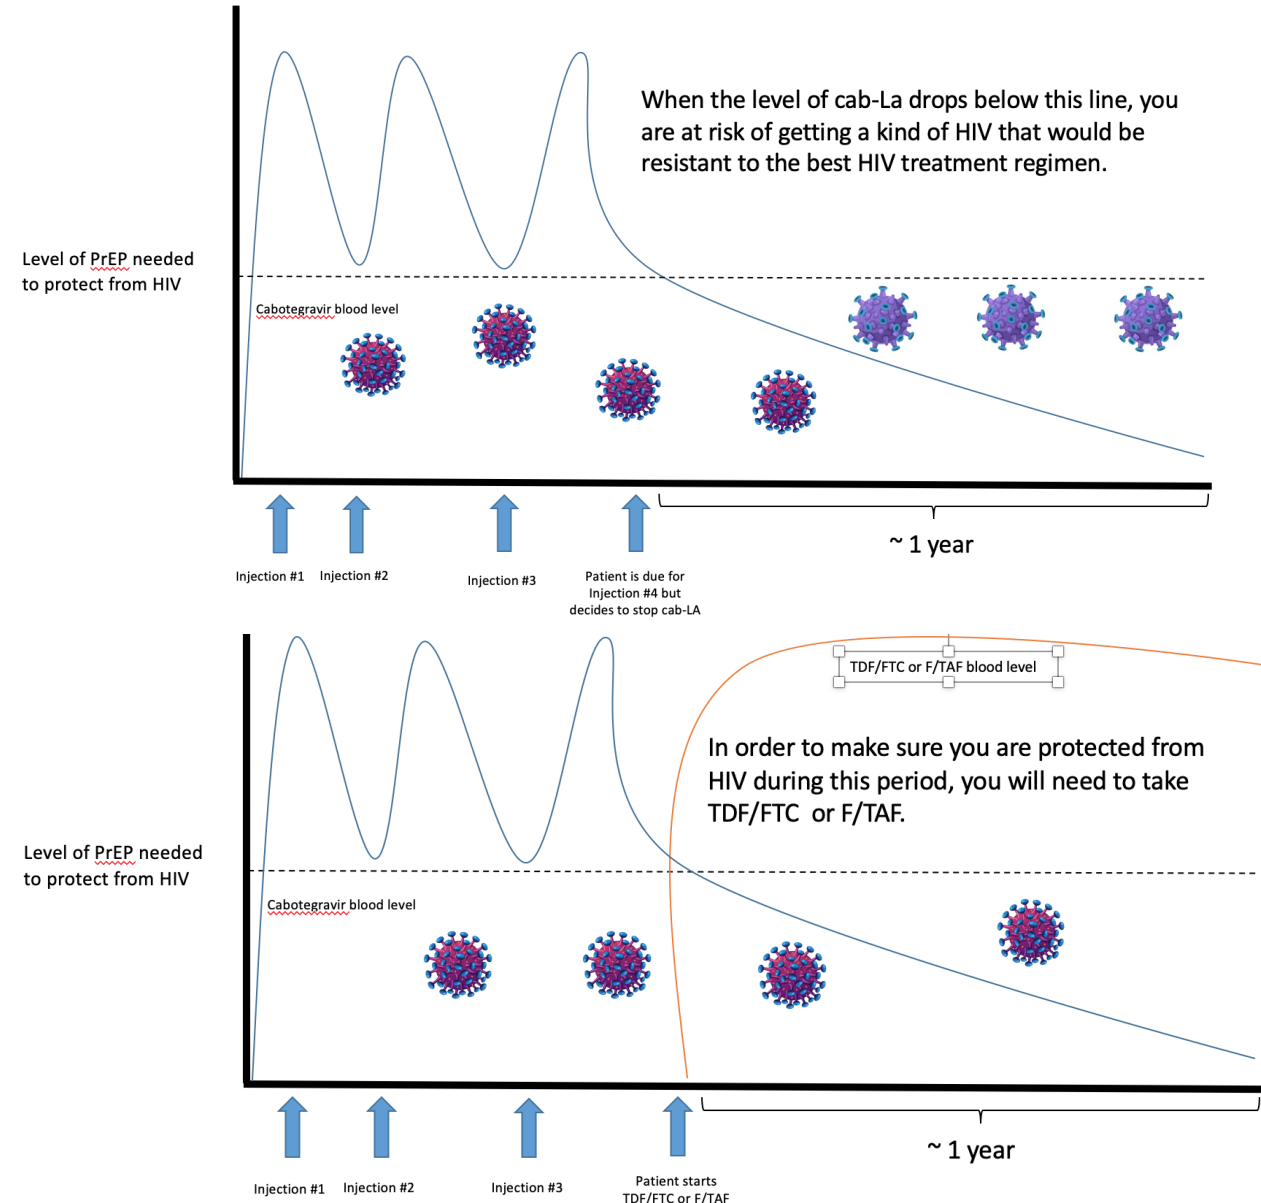 When the level of cab-La drops below this line, you
are at risk of getting a kind of HIV that would be
resistant to the best HIV treatment regimen.
Level of PrEP needed
to protect from HIV
Cabotegravir blood level
~ 1 year
Injection #1
Injection #2
Injection #3
Patient is due for
Injection #4 but
decides to stop cab-LA
TDF/FTC or F/TAF blood level
In order to make sure you are protected from
HIV during this period, you will need to take
TDF/FTC  or F/TAF.
Level of PrEP needed
to protect from HIV
Cabotegravir blood level
~ 1 year
Injection #1
Injection #2
Injection #3
Patient starts
TDF/FTC or F/TAF